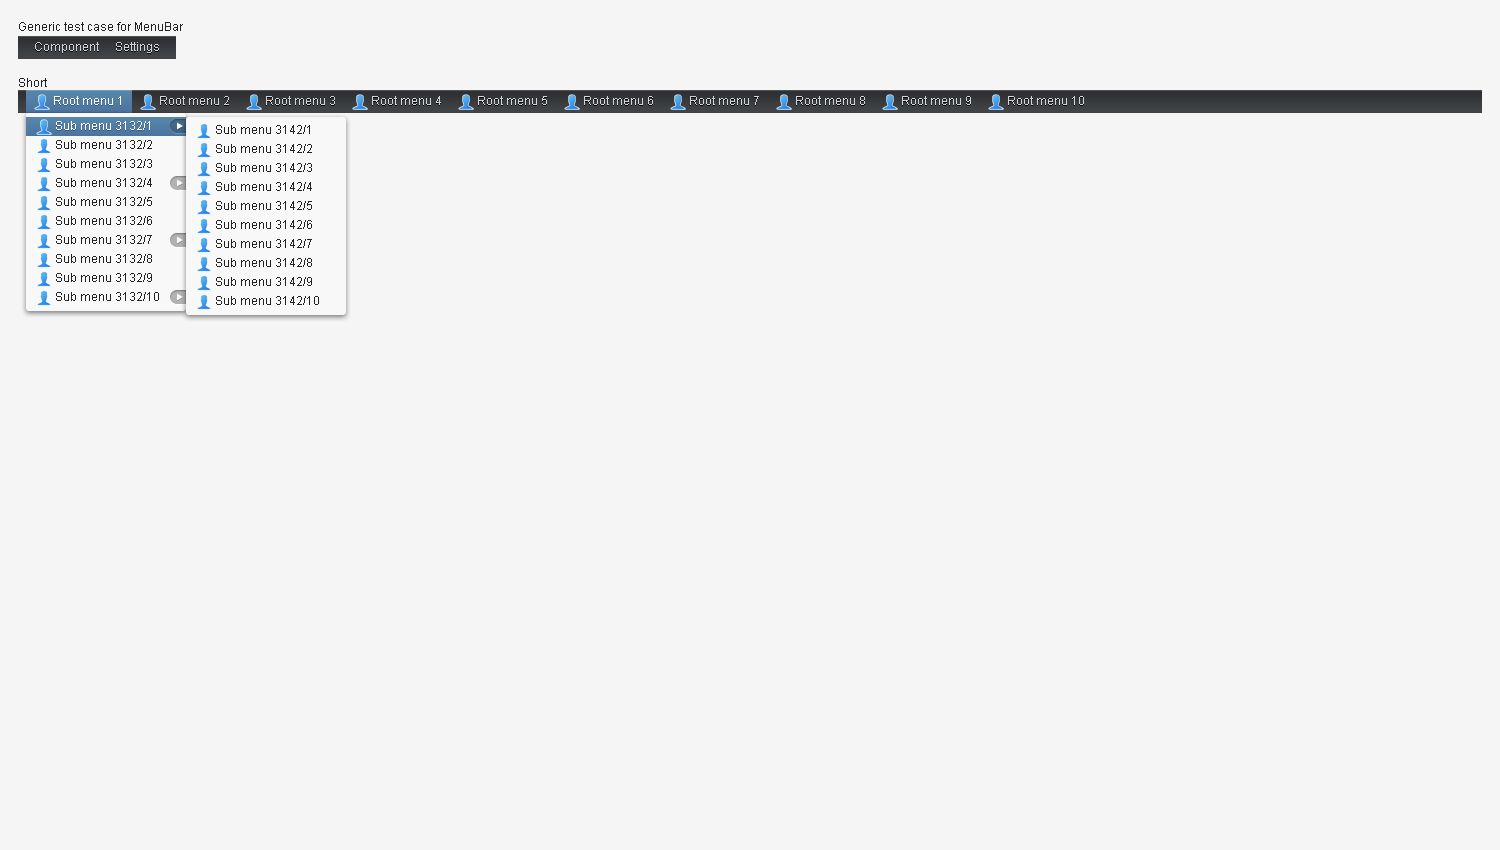 Generic test case for MenuBar
Component Settings
Short
Root menu 1 Root menu 2 Root menu 3 Root menu 4 Root menu 5 Root menu 6 Root menu 7 Root menu 8 Root menu 9 Root menu 10
Sub menu 3132/1
Sub menu 3132/2
Sub menu 3132/3
Sub menu 3132/4
Sub menu 3132/5
Sub menu 3132/6
Sub menu 3132/7
Sub menu 3132/8
Sub menu 3132/9
Sub menu 3132/10
Sub menu 3142/1
Sub menu 3142/2
Sub menu 3142/3
Sub menu 3142/4
Sub menu 3142/5
Sub menu 3142/6
Sub menu 3142/7
Sub menu 3142/8
Sub menu 3142/9
Sub menu 3142/10